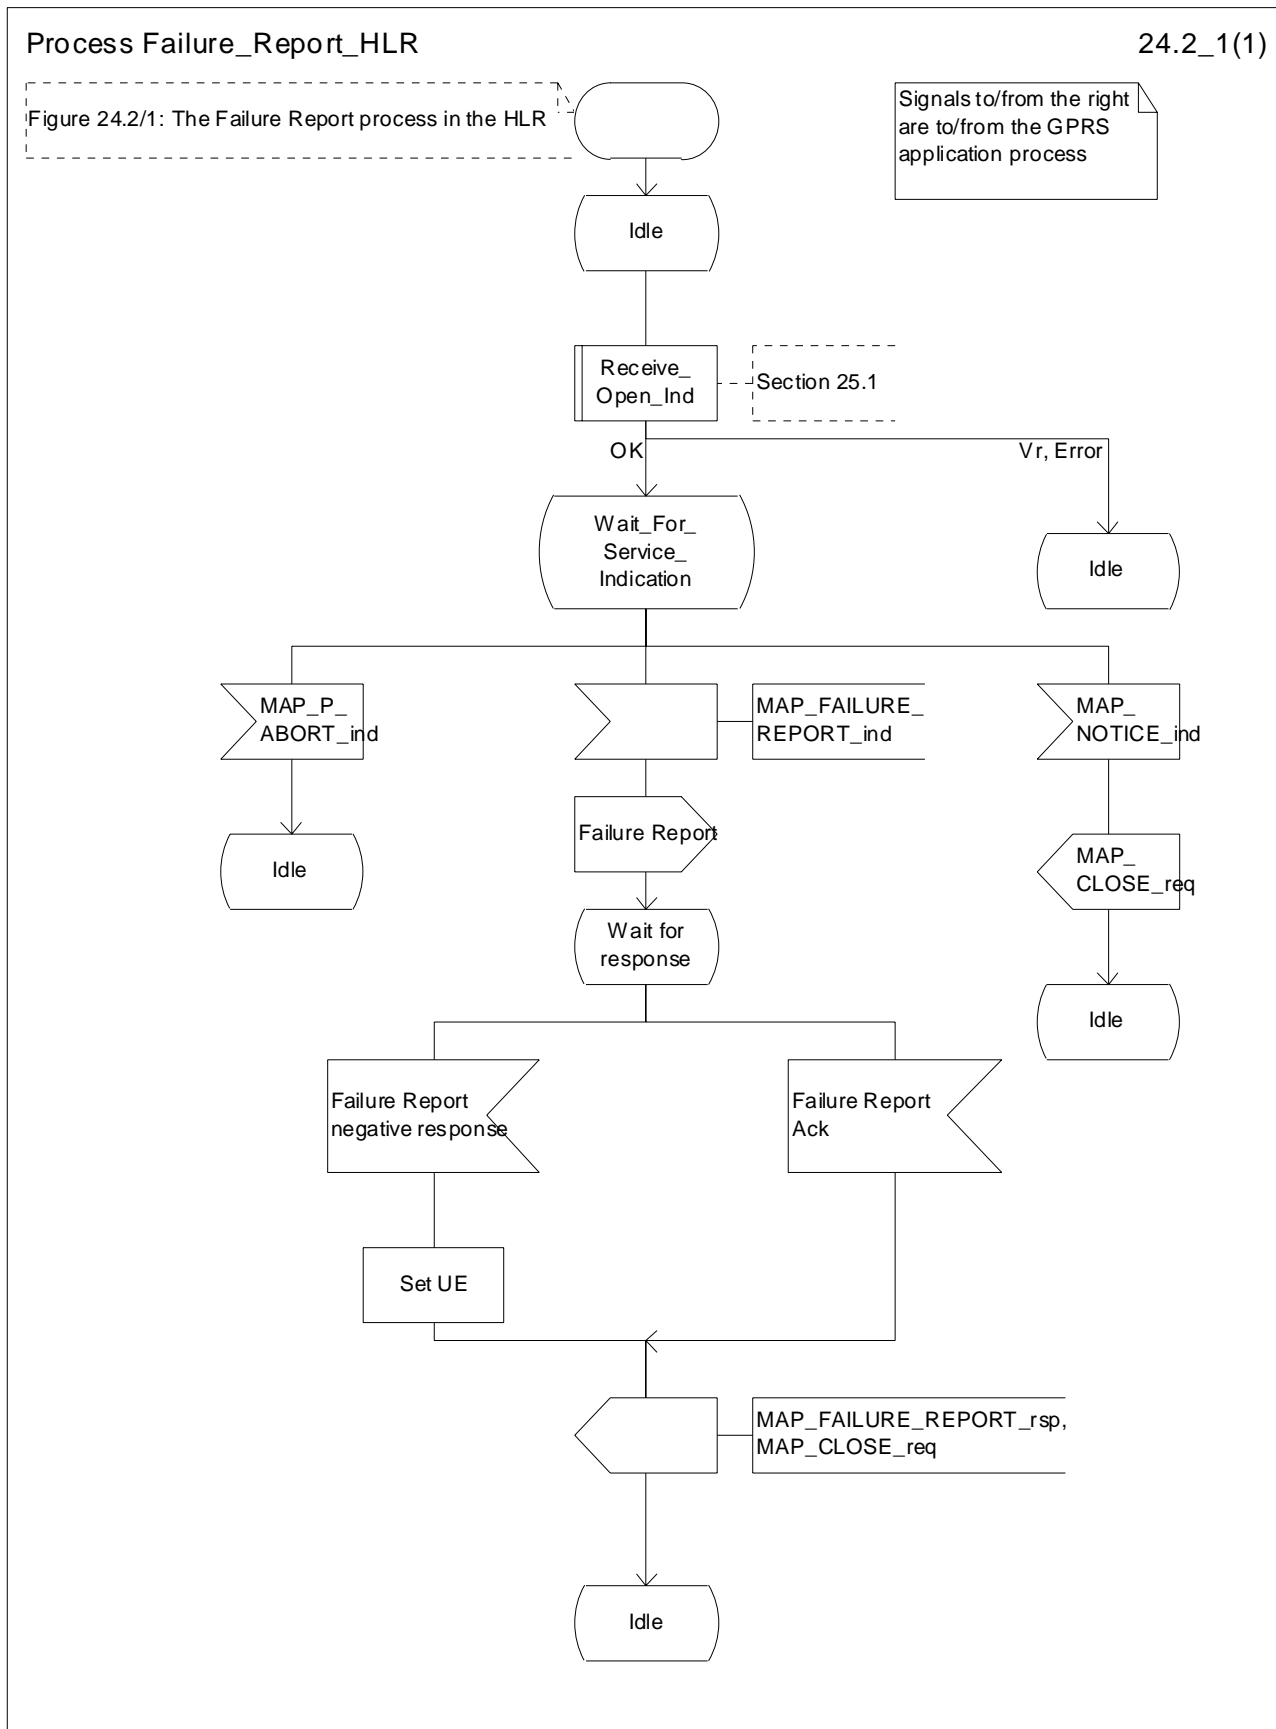 Process Failure_Report_HLR
24.2_1(1)
Figure 24.2/1: The Failure Report process in the HLR
Signals to/from the right
are to/from the GPRS
application process
Idle
Receive_
Open_Ind
Section 25.1
OK
Vr, Error
Wait_For_
Service_
Indication
Idle
MAP_P_
ABORT_ind
MAP_FAILURE_
REPORT_ind
MAP_
NOTICE_ind
Failure Report
Idle
MAP_
CLOSE_req
Wait for
response
Idle
Failure Report
negative response
Failure Report
Ack
Set UE
MAP_FAILURE_REPORT_rsp,
MAP_CLOSE_req
Idle